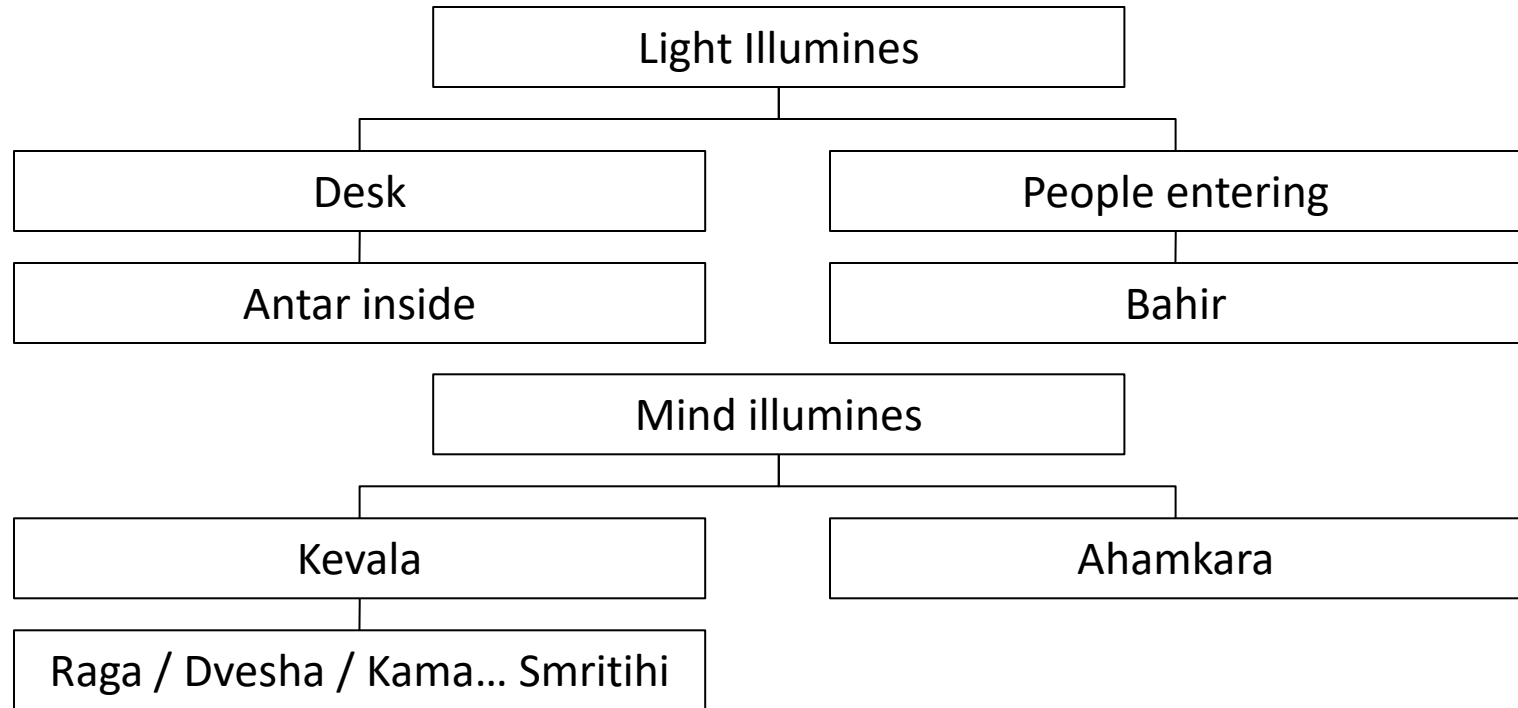 Light Illumines
Desk
People entering
Antar inside
Bahir
Mind illumines
Kevala
Ahamkara
Raga / Dvesha / Kama… Smritihi